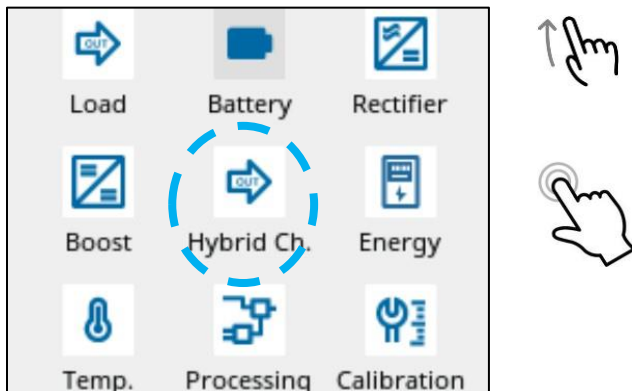 OUT
Load Battery Rectifier
OUT
Boost Hybrid Ch. Energy
Temp. Processing Calibration